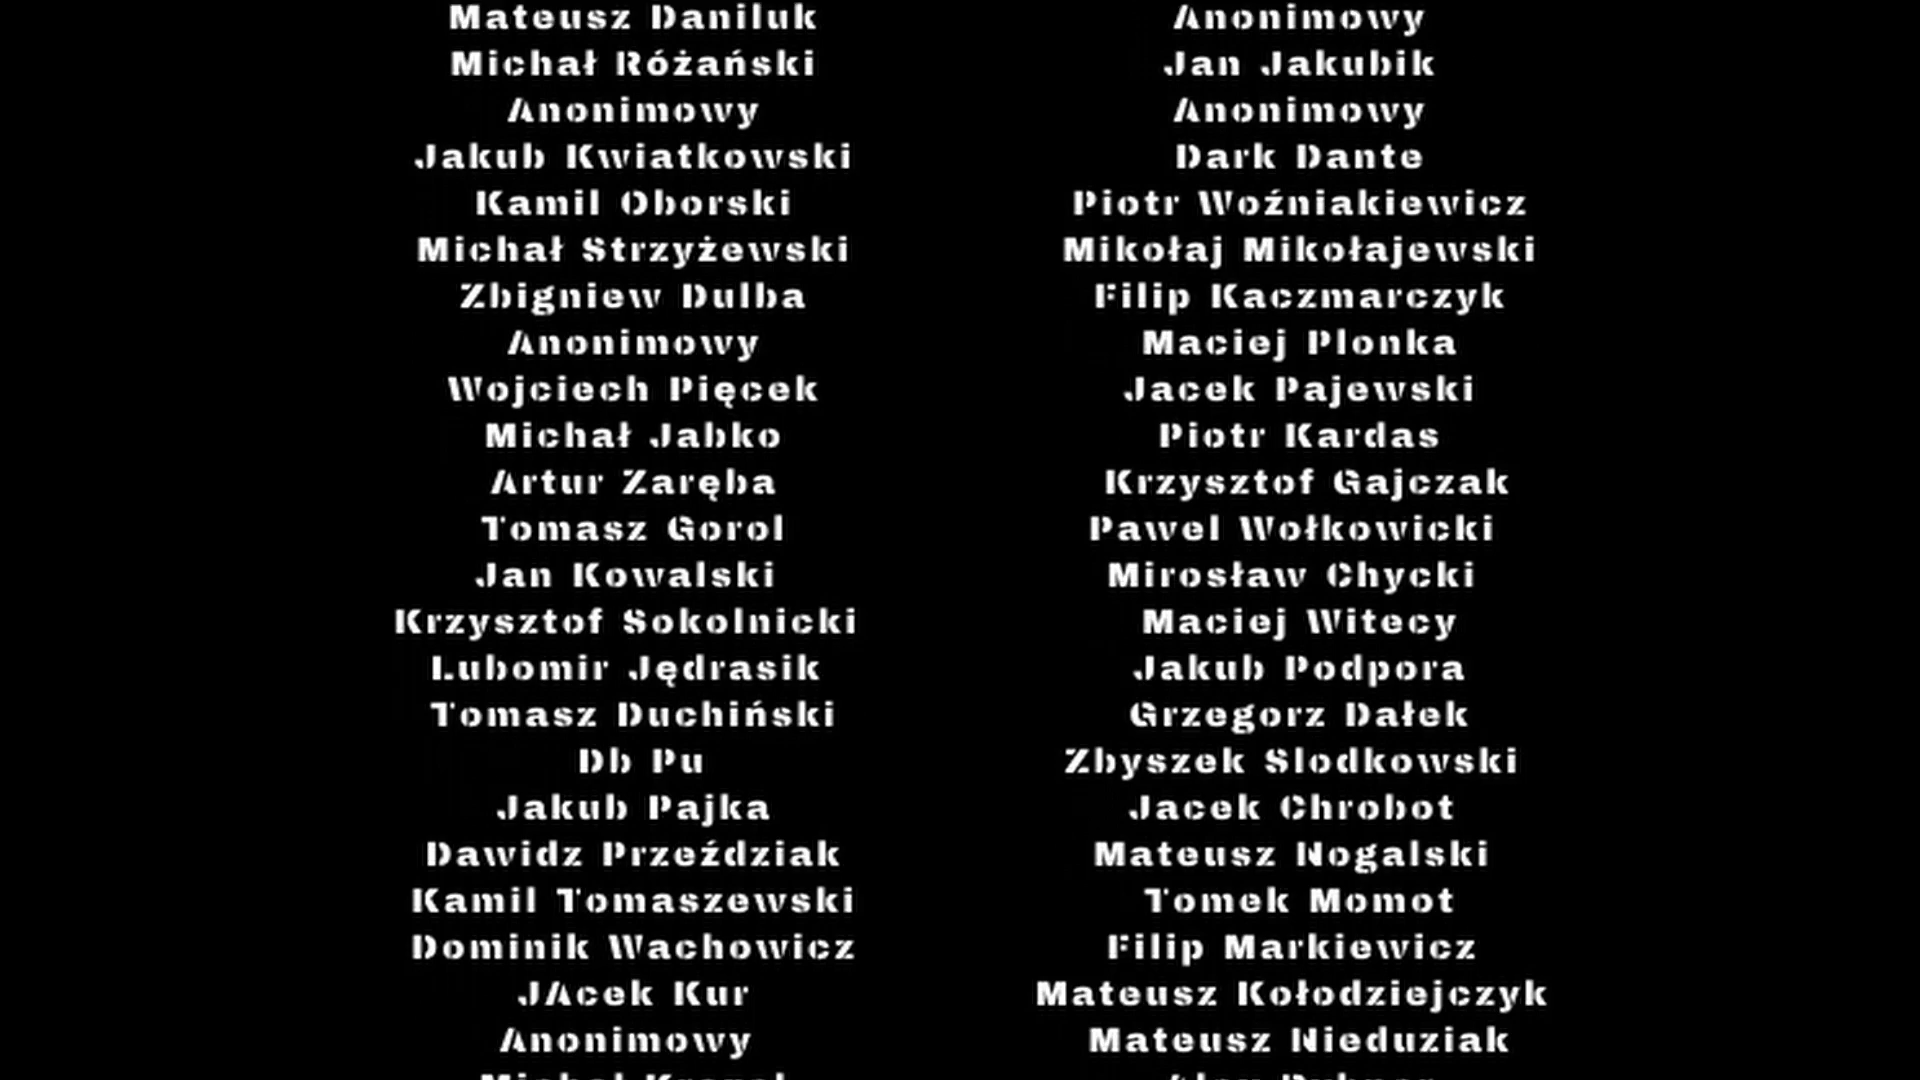 Mateusz Daniluk
Michał Różański
Anonimowy
Jakub Kwiatkowski
Kamil Oborski
Michał Strzyżewski
Zbigniew Dulba
Anonimowy
Wojciech Pięcek
Michał Jabko
Artur Zaręba
Tomasz Gorol
Jan Kowalski
Krzysztof Sokolnicki
Lubomir Jędrasik
Tomasz Duchiński
Db Pu
Jakub Pajka
Dawidz Przeździak
Kamil Tomaszewski
Dominik Wachowicz
JAcek Kur
Anonimowy
Anonimowy
Jan Jakubik
Anonimowy
Dark Dante
Piotr Woźniakiewicz
Mikołaj Mikołajewski
Filip Kaczmarczyk
Maciej Plonka
Jacek Pajewski
Piotr Kardas
Krzysztof Gajczak
Pawel Wołkowicki
Mirosław Chycki
Maciej Witecy
Jakub Podpora
Grzegorz Dałek
Zbyszek Slodkowski
Jacek Chrobot
Mateusz Nogalski
Tomek Momot
Filip Markiewicz
Mateusz Kołodziejczyk
Mateusz Nieduziak